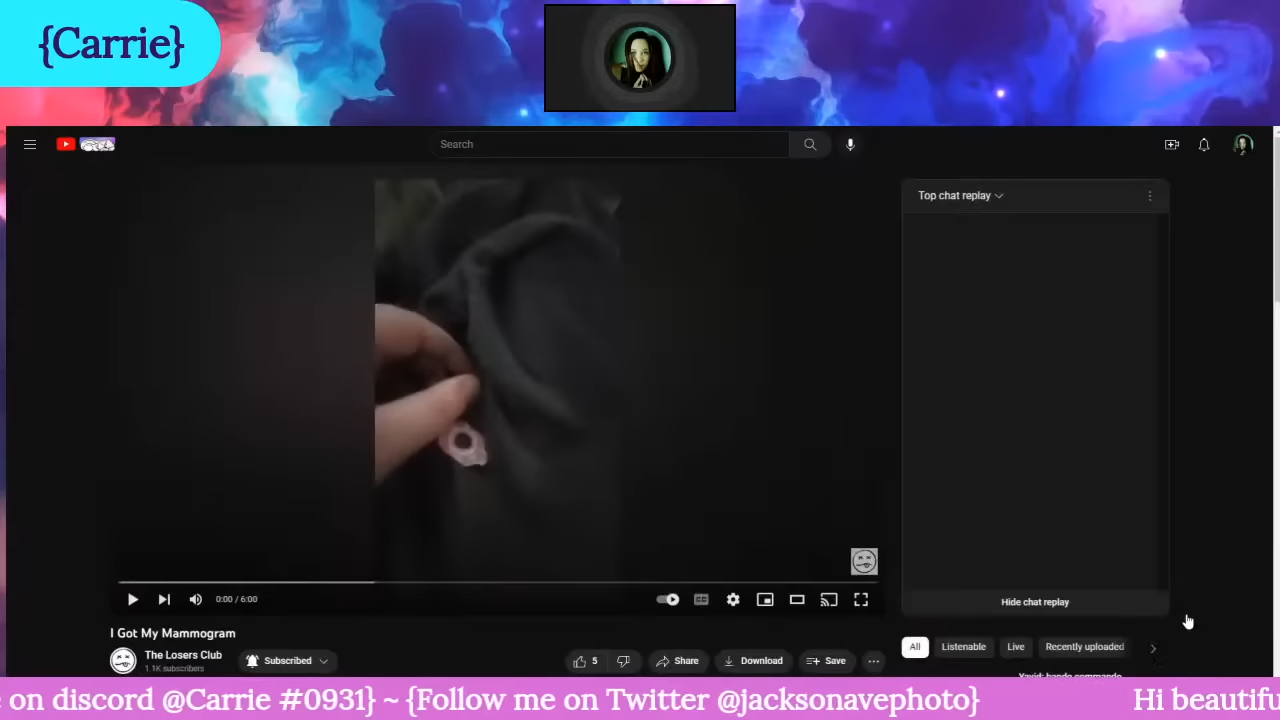 {Carrie}
Search
Top chat replay
0:00 / 6:00
Hide chat replay
I Got My Mammogram
The Losers Club
1.1K subscribers
Subscribed
5
Share
Download
Save
All
Listenable
Live
Recently uploaded
e on discord @Carrie #0931} ~ {Follow me on Twitter @jacksonavephoto}
Hi beautifu